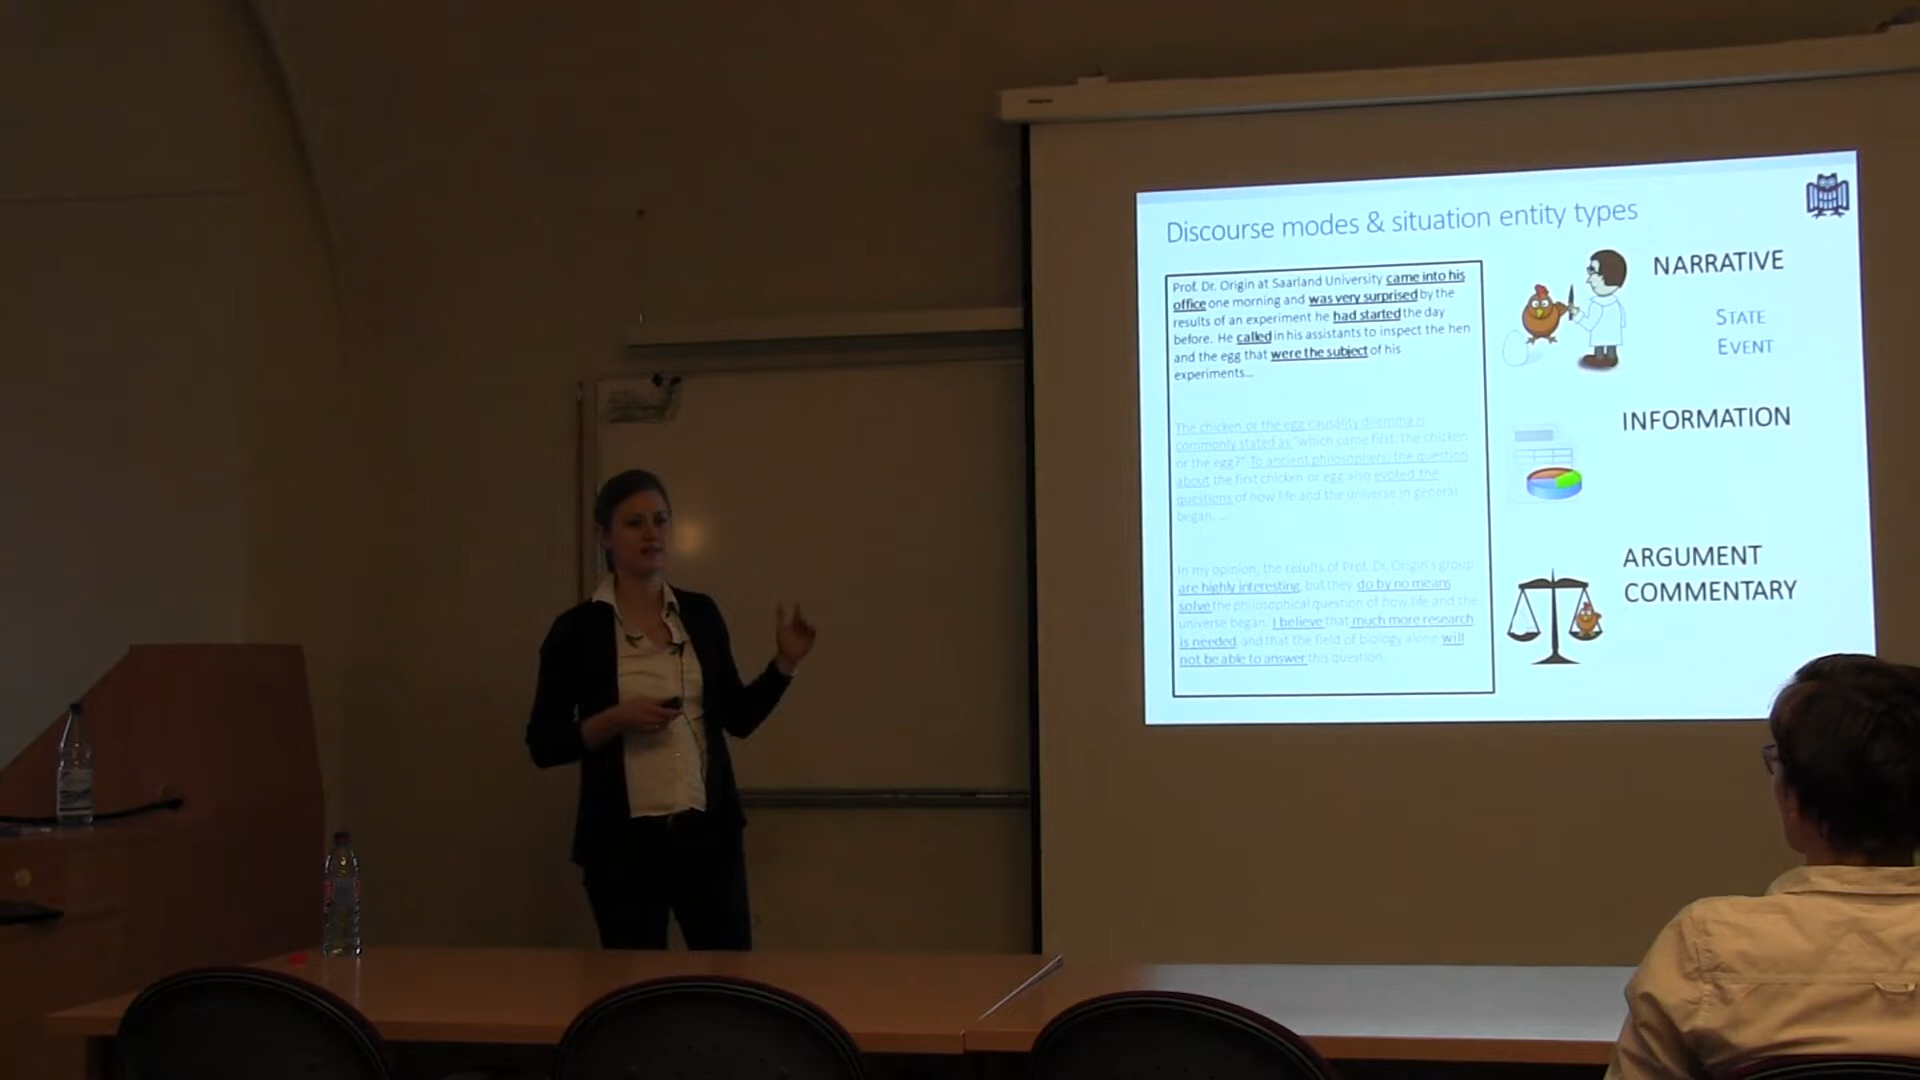 Discourse modes & situation entity types
Prof. Dr. Origin at Saarland University came into his
office one morning and was very surprised by the
results of an experiment he had started the day
before. He called in his assistants to inspect the hen
and the egg that were the subject of his
experiments...
The chicken or the egg causality dilemma is
commonly stated as "which came first, the chicken
or the egg?" To ancient philosophers, the question
about the first chicken or egg also evoked the
questions of how life and the universe in general
began. ...
In my opinion, the results of Prof. Dr. Origin's group
are highly interesting, but they do by no means
solve the philosophical question of how life and the
universe began. I believe that much more research
is needed, and that the field of biology alone will
not be able to answer this question...
NARRATIVE
STATE
EVENT
INFORMATION
ARGUMENT
COMMENTARY